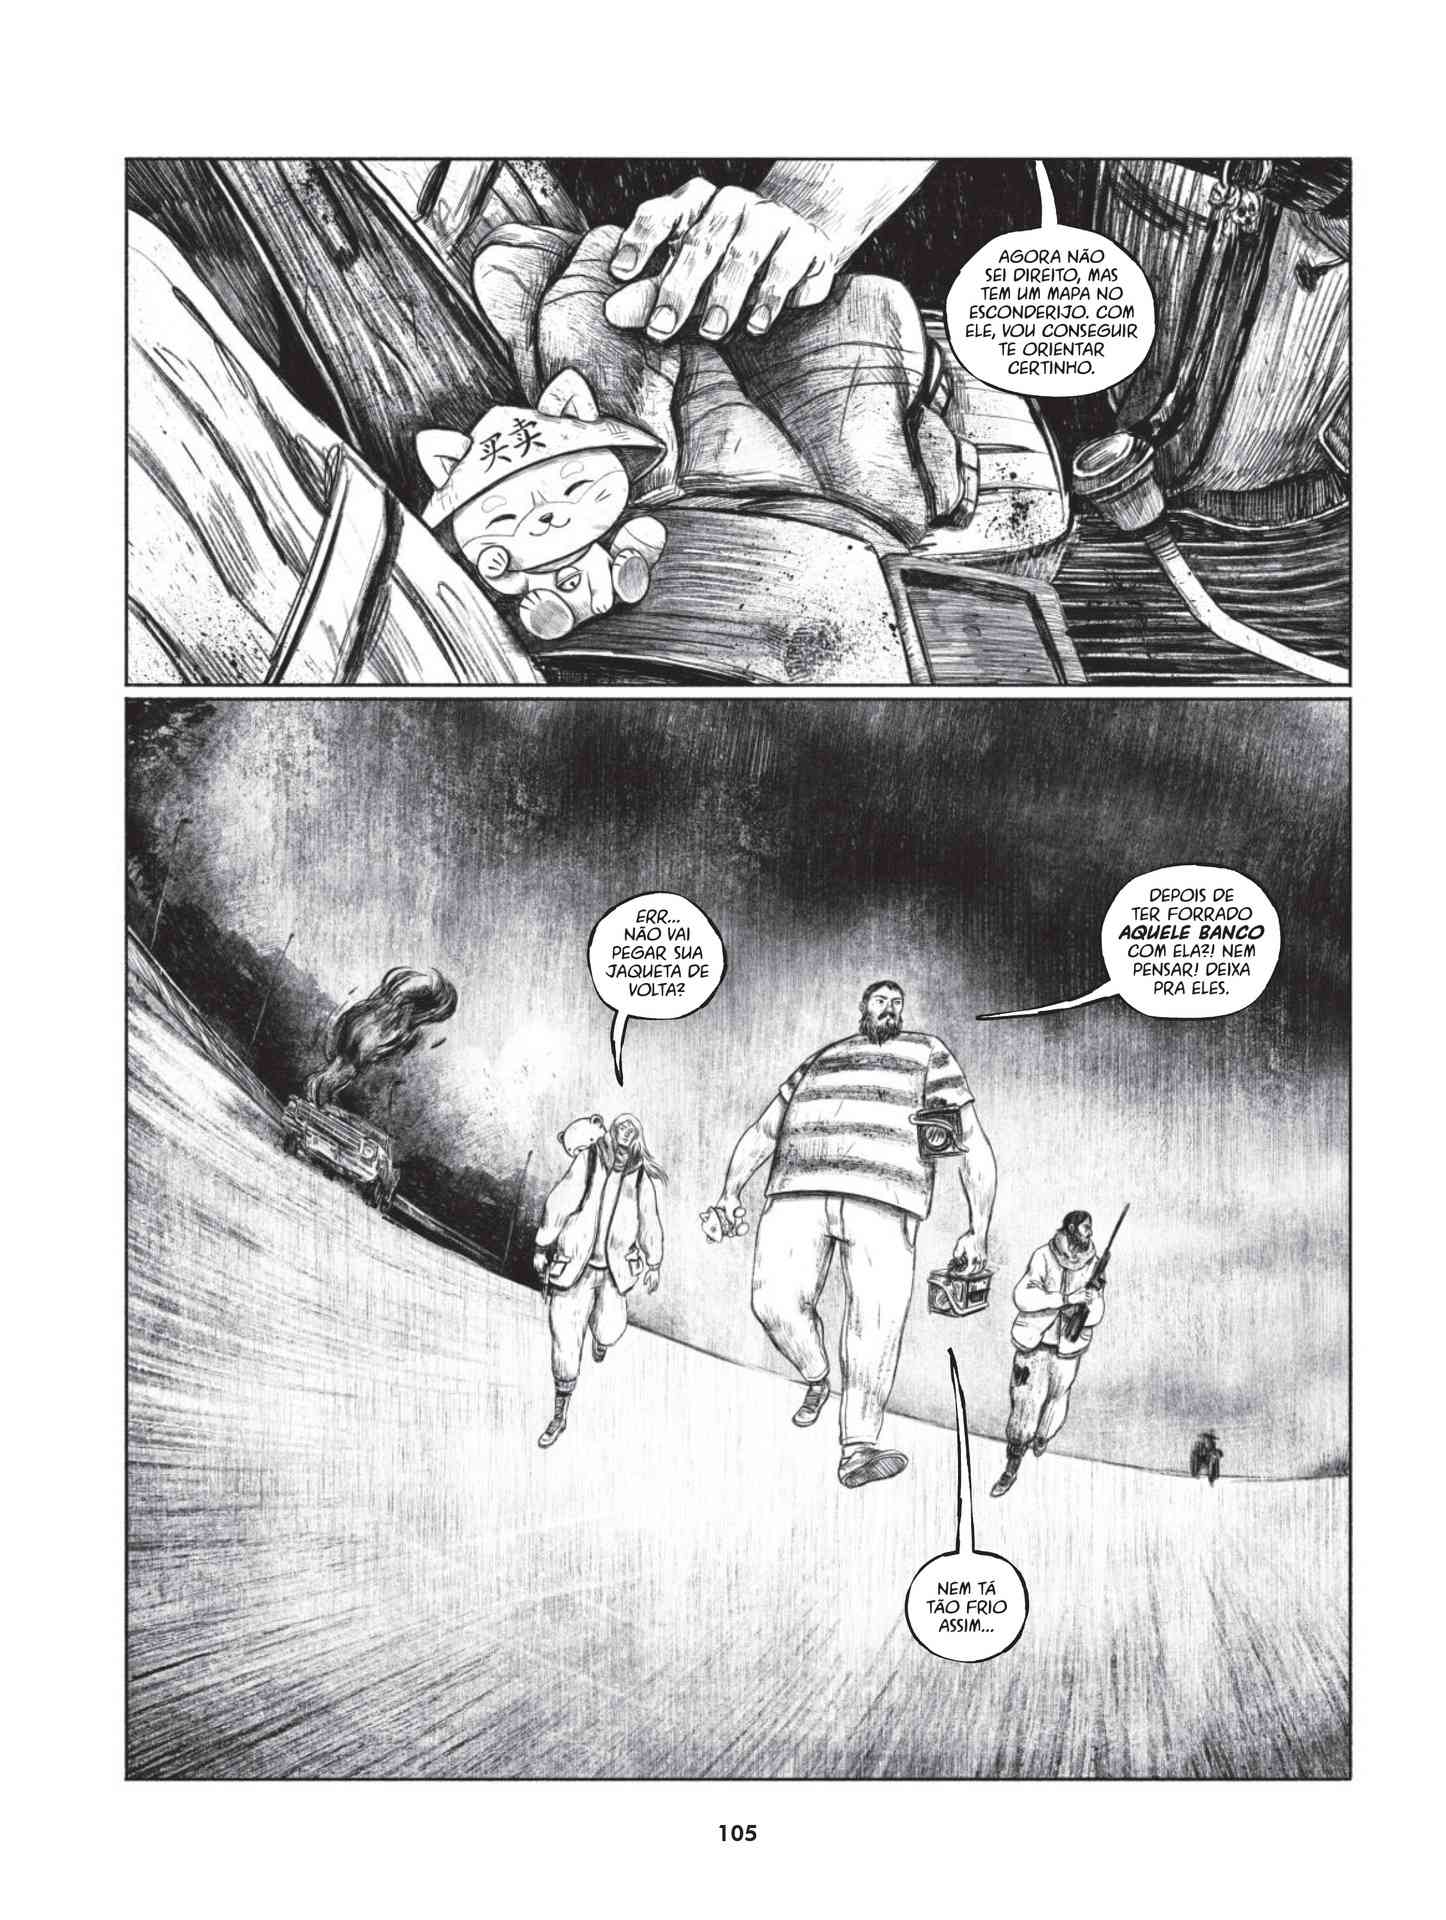 AGORA NÃO
SEI DIREITO, MAS
TEM UM MAPA NO
ESCONDERIJO. COM
ELE, VOU CONSEGUIR
TE ORIENTAR
CERTINHO.
买卖
ERR...
NÃO VAI
PEGAR SUA
JAQUETA DE
VOLTA?
DEPOIS DE
TER FORRADO
AQUELE BANCO
COM ELA?! NEM
PENSAR! DEIXA
PRA ELES.
NEM TÁ
TÃO FRIO
ASSIM...
105